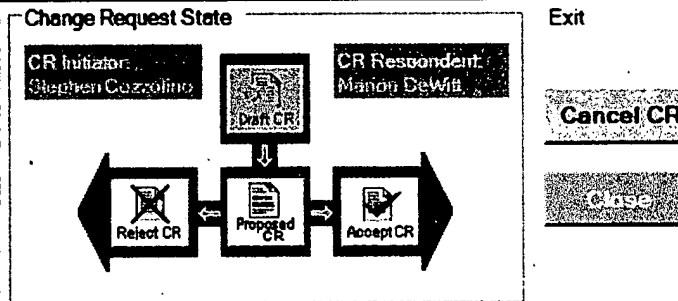 Change Request State
Exit
CR Initiator:
Stephen Cozzolino
CR Respondent:
Marion DeWitt
Draft CR
Cancel CR
Reject CR
Proposed
CR
Accept CR
Close